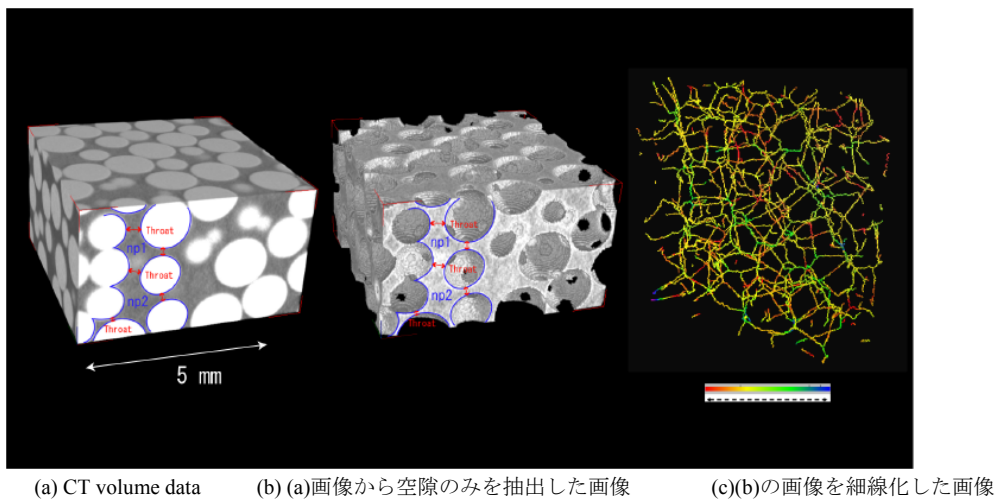 Throat
np1
Throat
np2
Throat
5 mm
Throat
np1
Throat
np2
Throat
(a) CT volume data
(b) (a)画像から空隙のみを抽出した画像
(c)(b)の画像を細線化した画像